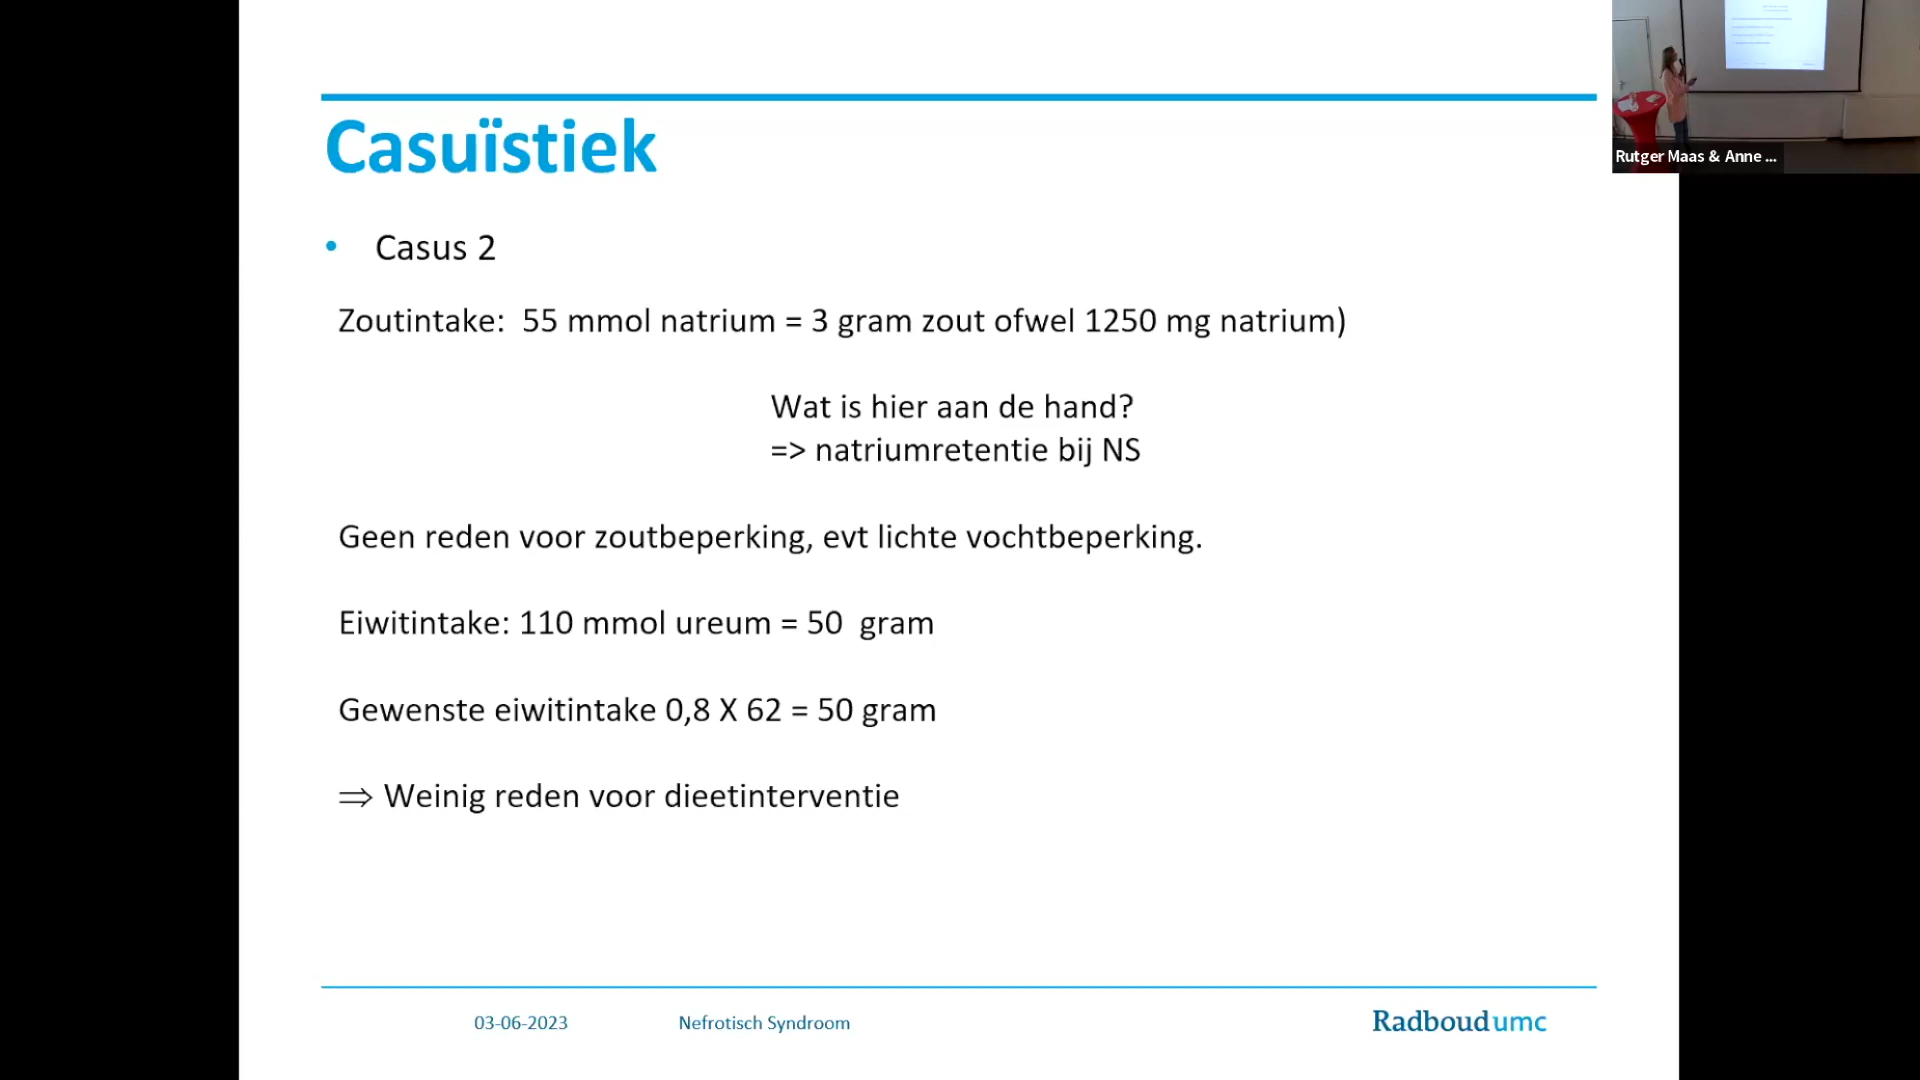 Rutger Maas & Anne ...
Casuïstiek
• Casus 2
Zoutintake: 55 mmol natrium = 3 gram zout ofwel 1250 mg natrium)
Wat is hier aan de hand?
=> natriumretentie bij NS
Geen reden voor zoutbeperking, evt lichte vochtbeperking.
Eiwitintake: 110 mmol ureum = 50 gram
Gewenste eiwitintake 0,8 X 62 = 50 gram
⇒ Weinig reden voor dieetinterventie
03-06-2023 Nefrotisch Syndroom Radboudumc